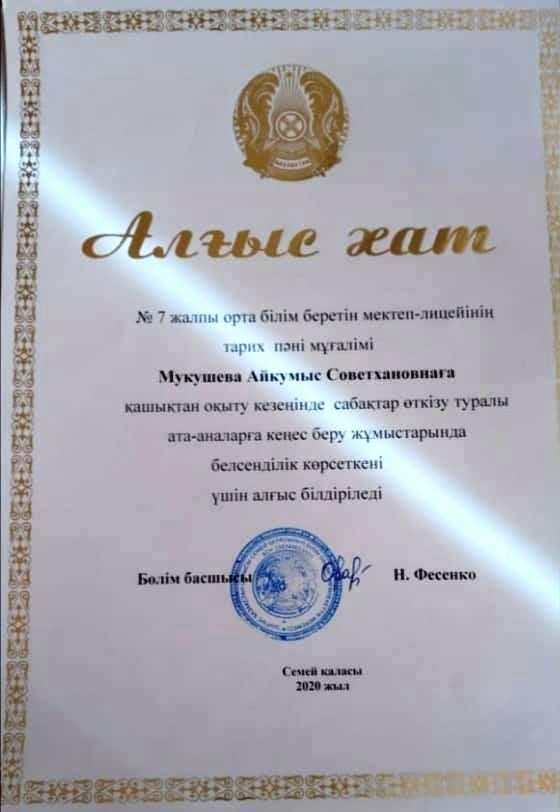 Алғыс хат
№ 7 жалпы орта білім беретін мектеп-лицейінің
тарих пәні мұғалімі
Мукушева Айкумыс Советхановнаға
қашықтан оқыту кезеңінде сабақтар өткізу туралы
ата-аналарға кеңес беру жұмыстарында
белсенділік көрсеткені
үшін алғыс білдіріледі
Бөлім басшысы Н. Фесенко
Семей қаласы
2020 жыл